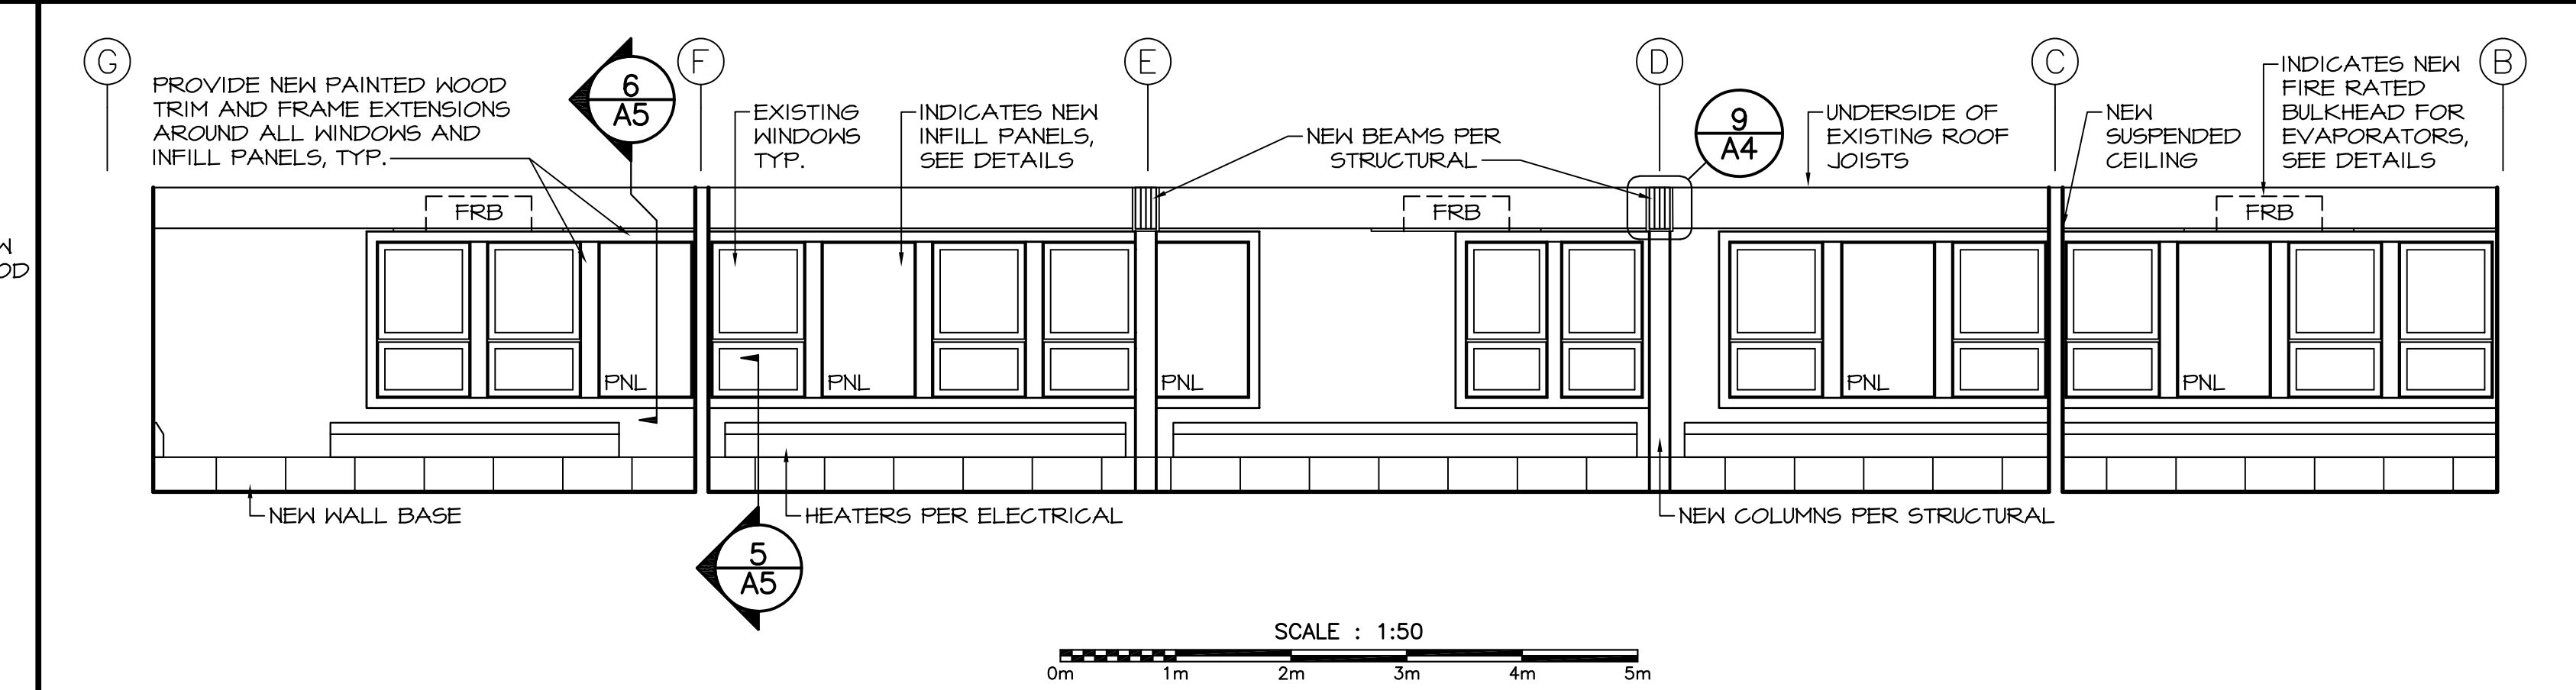 G
F
E
D
C
B
PROVIDE NEW PAINTED WOOD
TRIM AND FRAME EXTENSIONS
AROUND ALL WINDOWS AND
INFILL PANELS, TYP.
6
A5
EXISTING
WINDOWS
TYP.
INDICATES NEW
INFILL PANELS,
SEE DETAILS
NEW BEAMS PER
STRUCTURAL
9
A4
UNDERSIDE OF
EXISTING ROOF
JOISTS
NEW
SUSPENDED
CEILING
INDICATES NEW
FIRE RATED
BULKHEAD FOR
EVAPORATORS,
SEE DETAILS
FRB
FRB
FRB
W
OD
PNL
PNL
PNL
PNL
PNL
NEW WALL BASE
HEATERS PER ELECTRICAL
NEW COLUMNS PER STRUCTURAL
5
A5
SCALE : 1:50
0m 1m 2m 3m 4m 5m